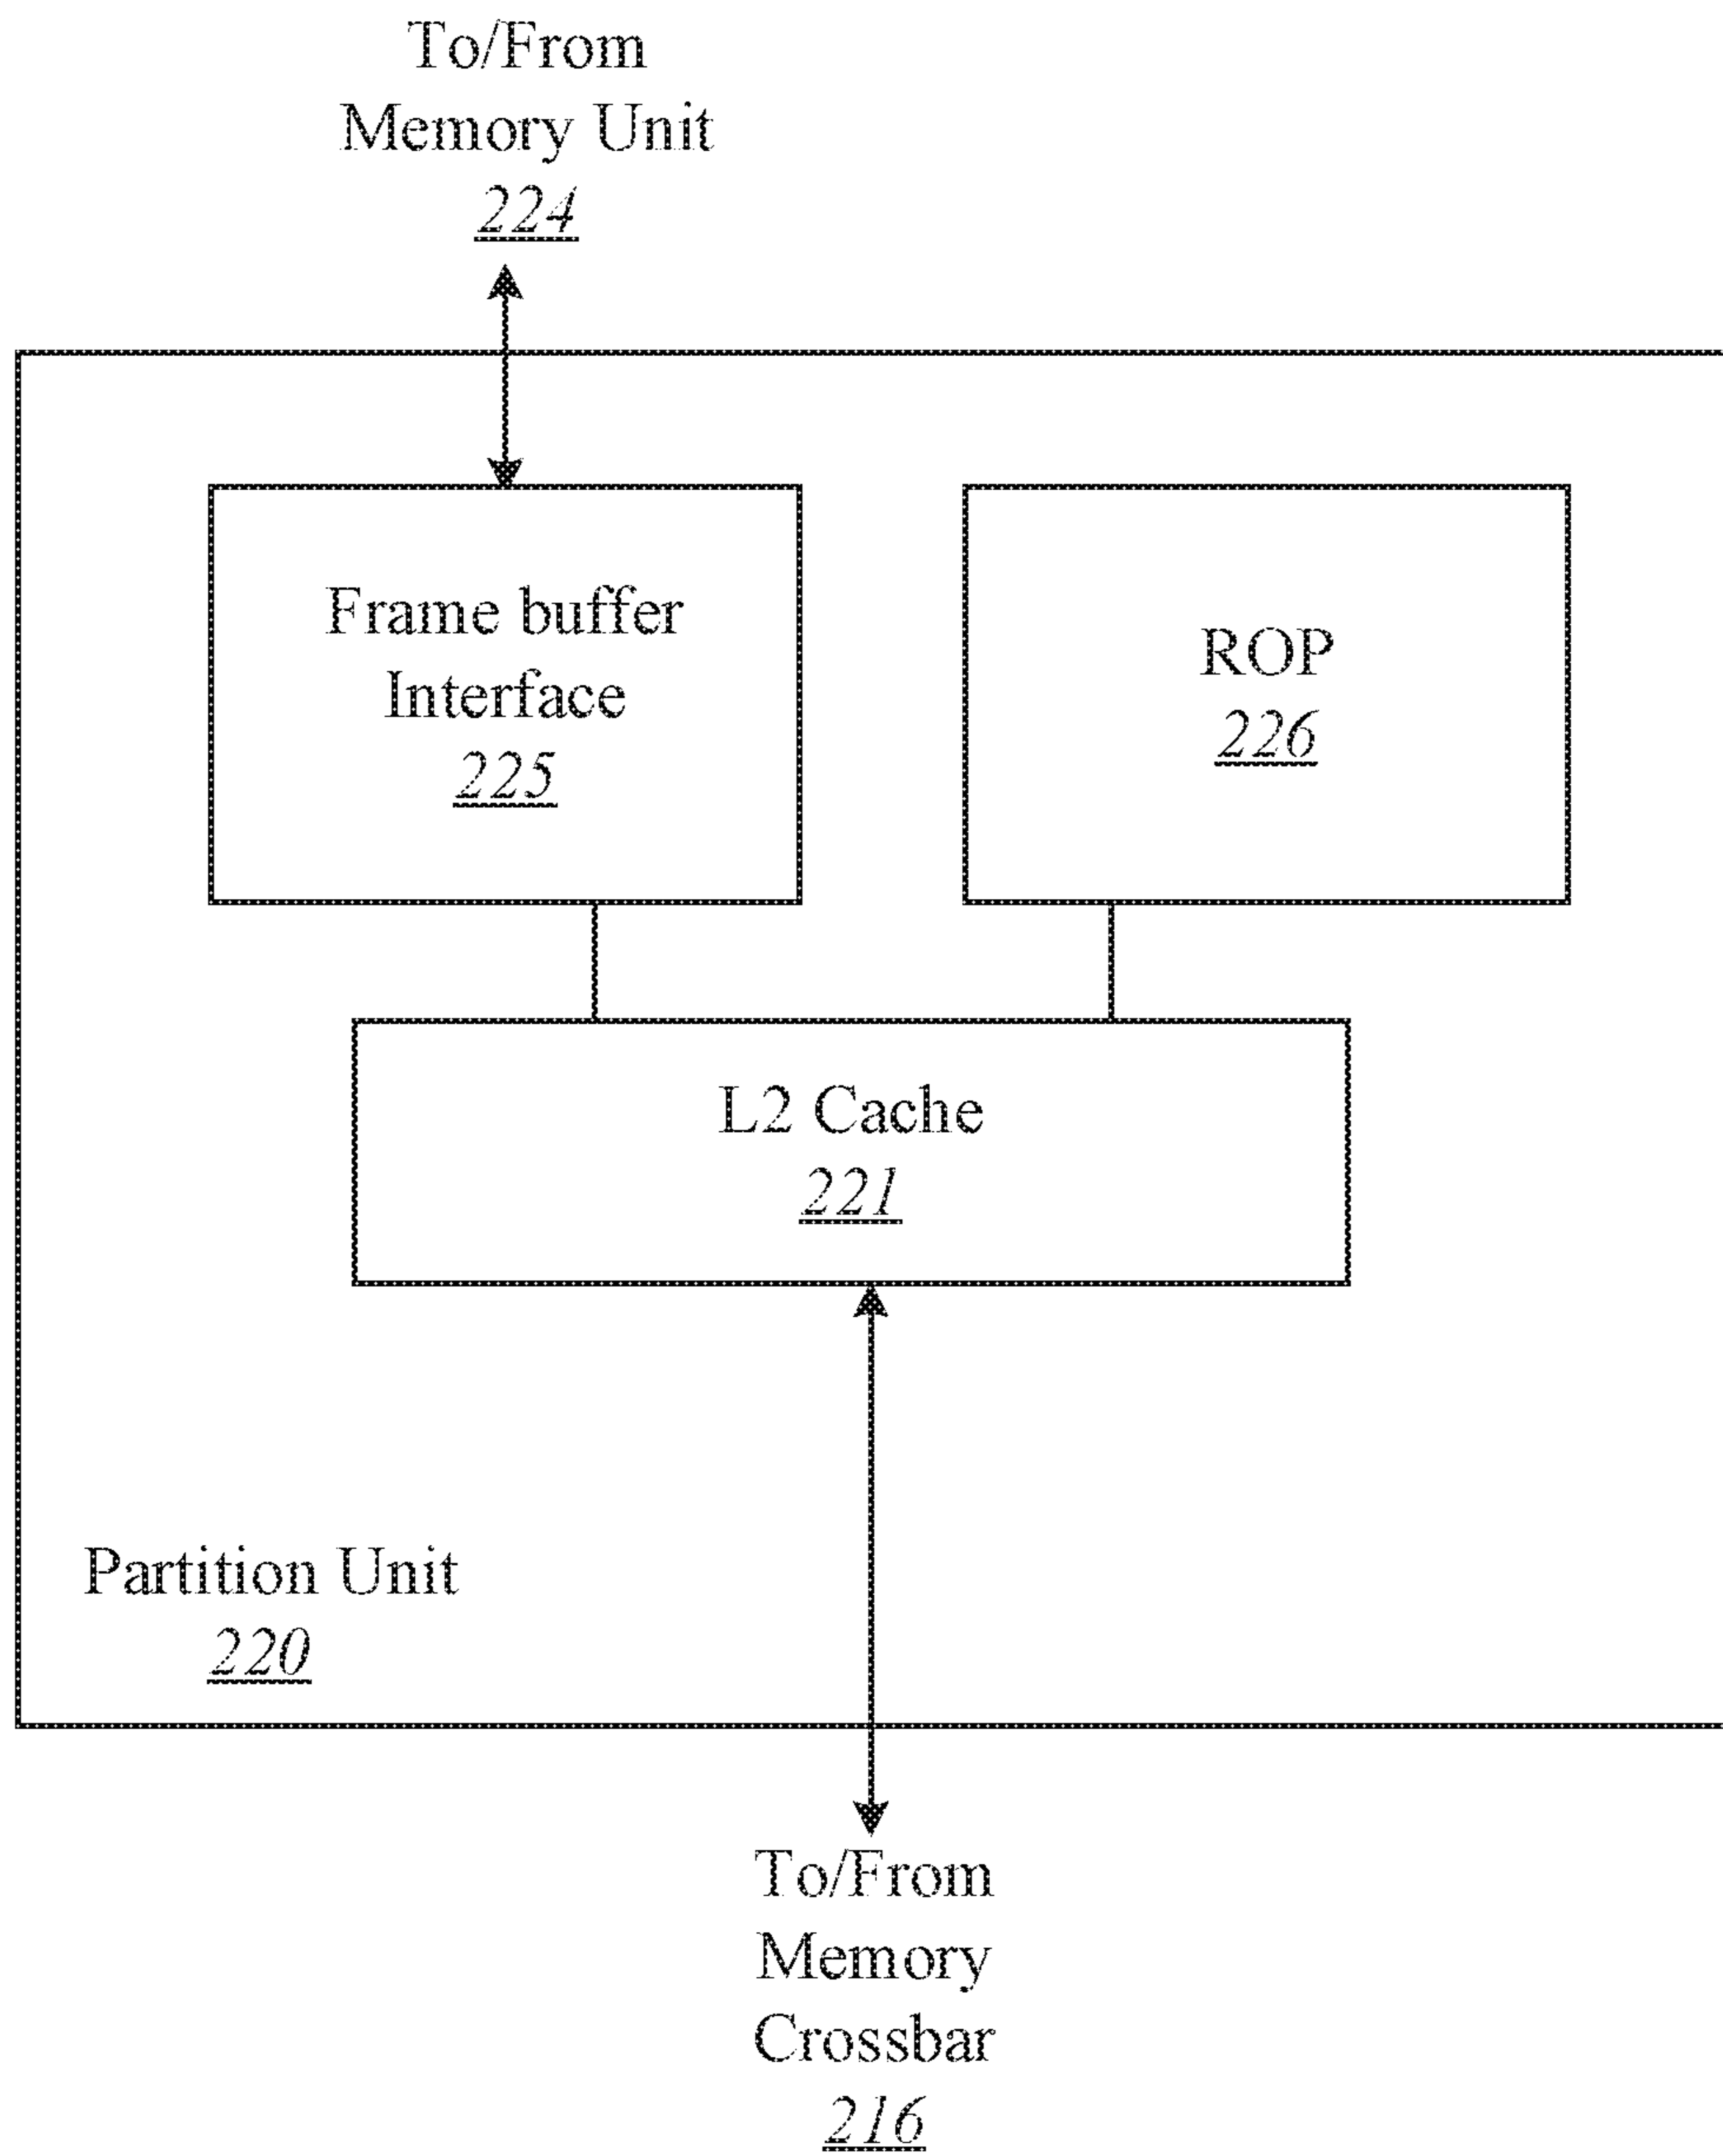 To/From
Memory Unit
224
Frame buffer
Interface
225
ROP
226
L2 Cache
221
Partition Unit
220
To/From
Memory
Crossbar
216